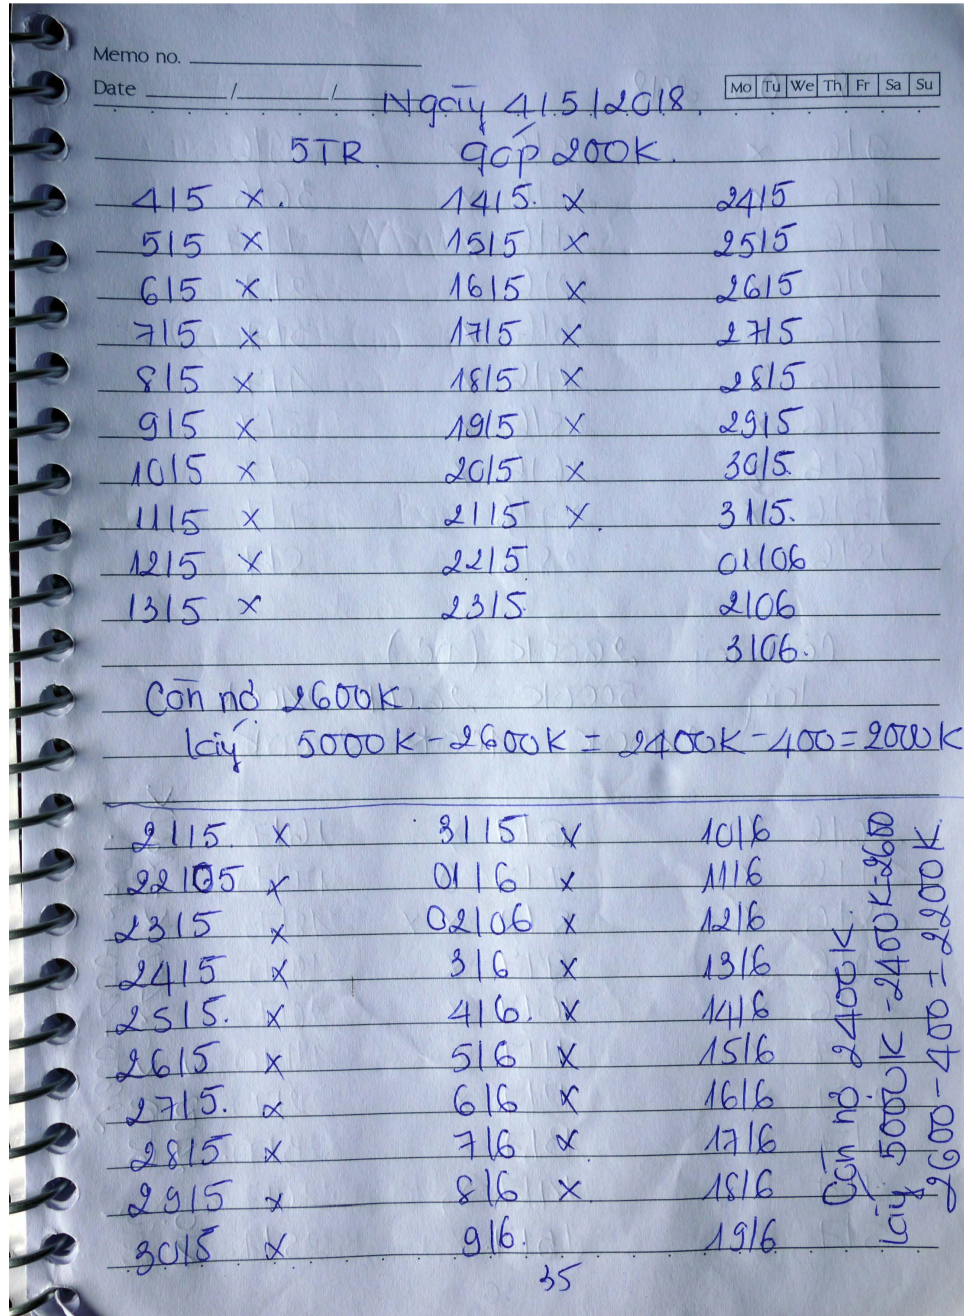 Memo no.
Date / / Mo Tu We Th Fr Sa Su
Ngày 4/5/2018.
5TR. góp 200K.
4/5 x. 14/5. x 24/5
5/5 x 15/5 x 25/5
6/5 x 16/5 x 26/5
7/5 x 17/5 x 27/5
8/5 x 18/5 x 28/5
9/5 x 19/5 x 29/5
10/5 x 20/5 x 30/5.
11/5 x 21/5 x. 31/5.
12/5 x 22/5 01/06
13/5 x 23/5 2/06
3/06.
Còn nợ 2600K.
lấy 5000K - 2600K = 2400K - 400 = 2000K
21/5. x 31/5 x 10/6
22/05 x 01/6 x 11/6
23/5 x 02/06 x 12/6
24/5 x 3/6 x 13/6
25/5. x 4/6. x 14/6
26/5 x 5/6 x 15/6
27/5. x 6/6 x 16/6
28/5 x 7/6 x 17/6
29/5 x 8/6 x 18/6
30/5 x 9/6. 19/6
35
Còn nợ 2400K.
lấy 5000K - 2400K = 2600
2600 - 400 = 2200K